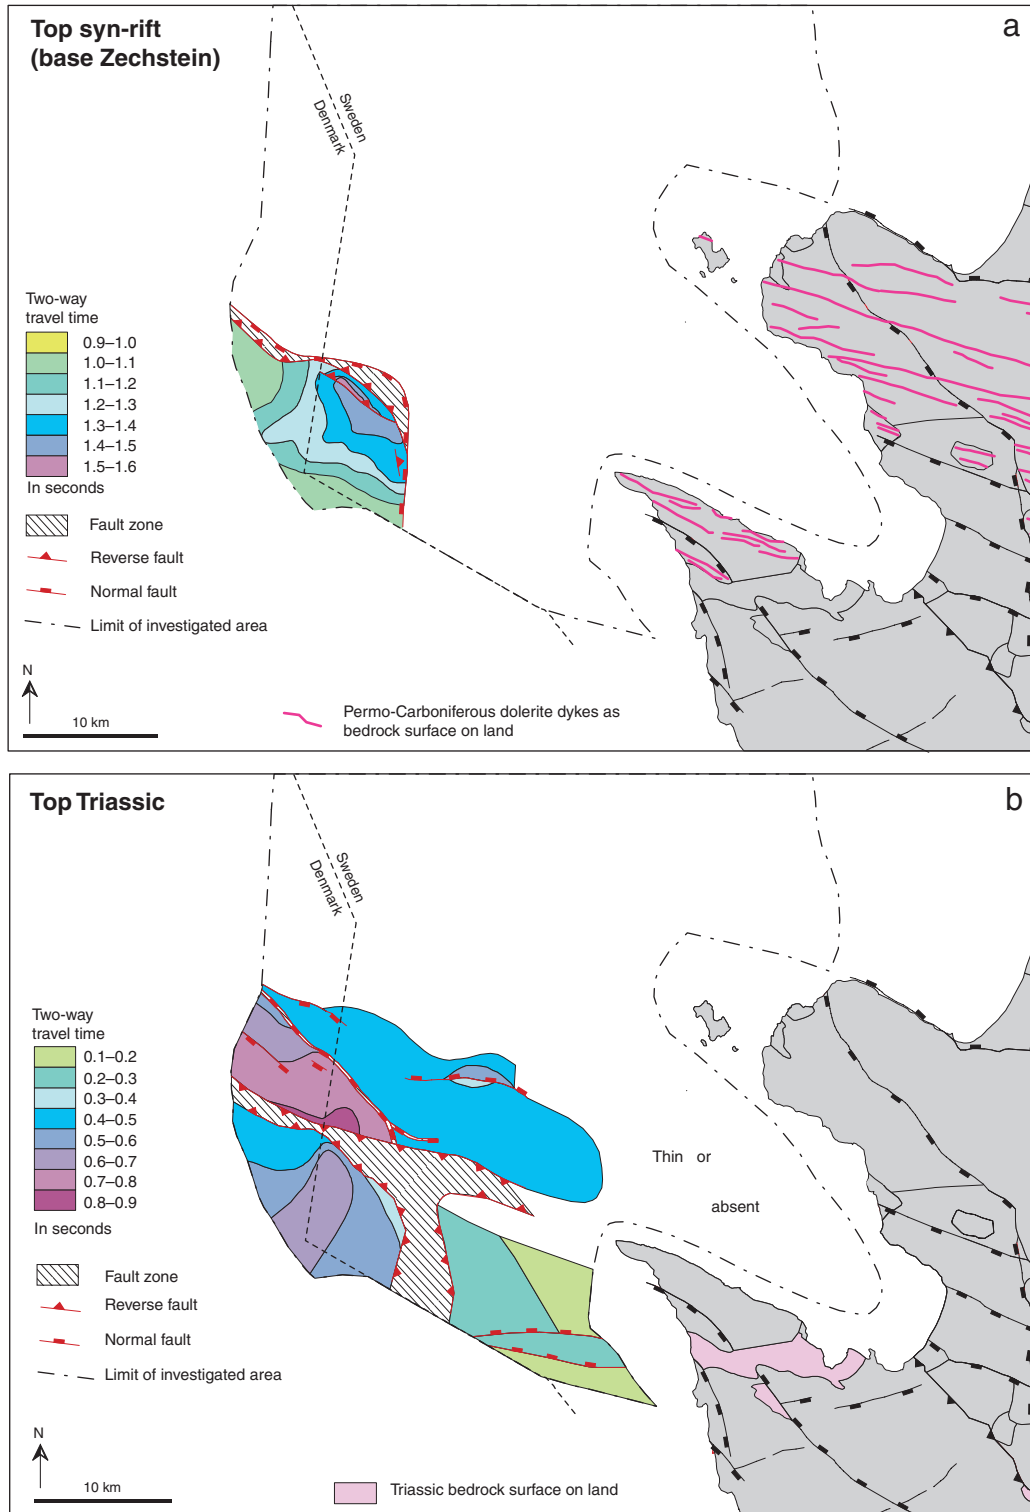 Top syn-rift
(base Zechstein)
a
Sweden
Denmark
Two-way
travel time
0.9–1.0
1.0–1.1
1.1–1.2
1.2–1.3
1.3–1.4
1.4–1.5
1.5–1.6
In seconds
Fault zone
Reverse fault
Normal fault
Limit of investigated area
N
10 km
Permo-Carboniferous dolerite dykes as
bedrock surface on land
Top Triassic
b
Sweden
Denmark
Two-way
travel time
0.1–0.2
0.2–0.3
0.3–0.4
0.4–0.5
0.5–0.6
0.6–0.7
0.7–0.8
0.8–0.9
In seconds
Thin or
absent
Fault zone
Reverse fault
Normal fault
Limit of investigated area
N
10 km
Triassic bedrock surface on land